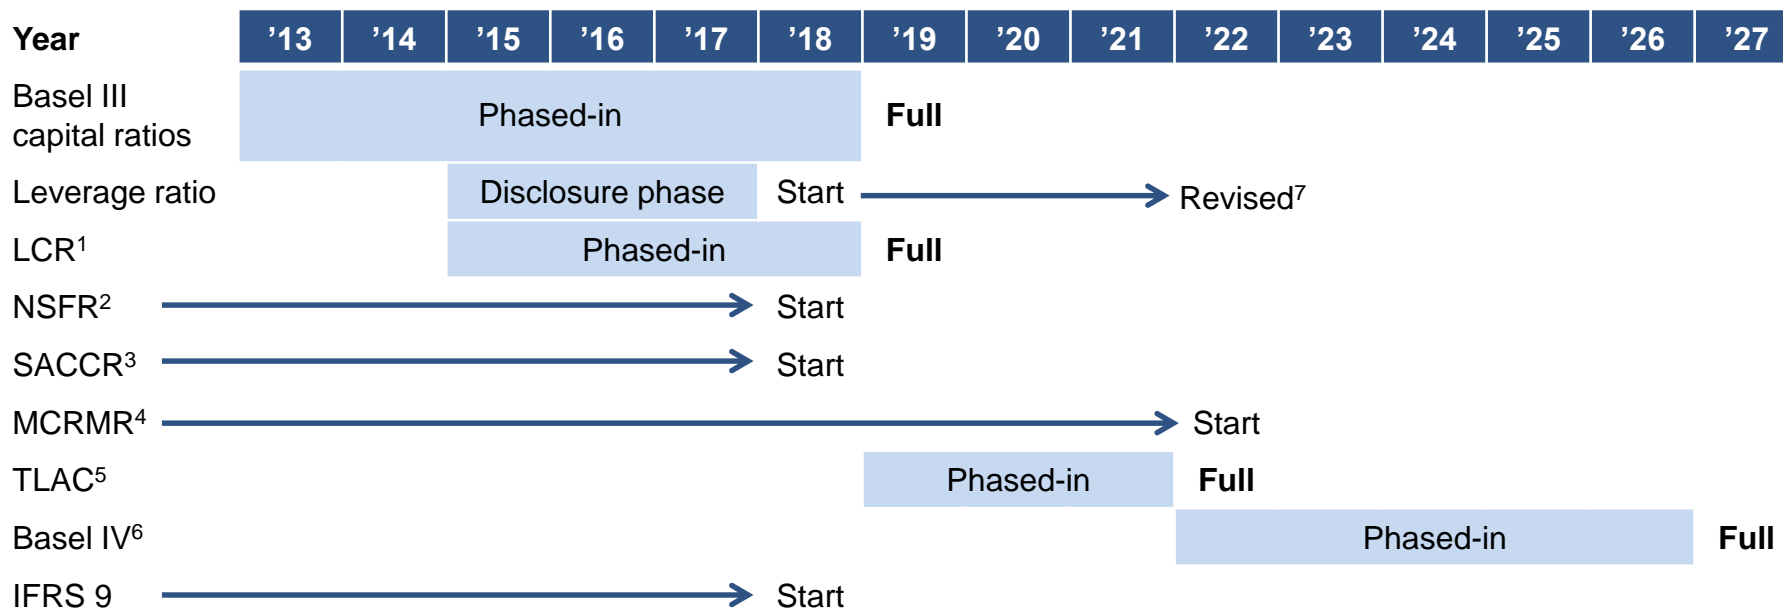 Year ’13 ’14 ’15 ’16 ’17 ’18 ’19 ’20 ’21 ’22 ’23 ’24 ’25 ’26 ’27
Basel III
capital ratios
Phased-in Full
Leverage ratio Disclosure phase Start Revised⁷
LCR¹ Phased-in Full
NSFR² Start
SACCR³ Start
MCRMR⁴ Start
TLAC⁵ Phased-in Full
Basel IV⁶ Phased-in Full
IFRS 9 Start